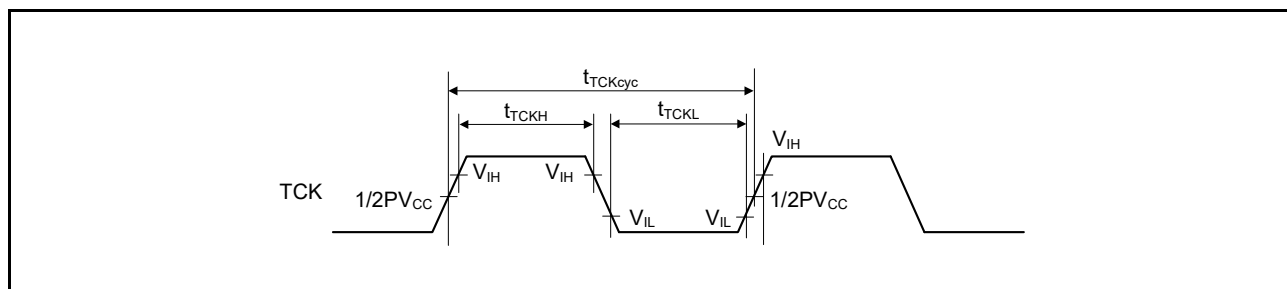 tTCKcyc
tTCKH
tTCKL
VIH
TCK
1/2PVCC
VIH
VIH
VIL
VIL
1/2PVCC